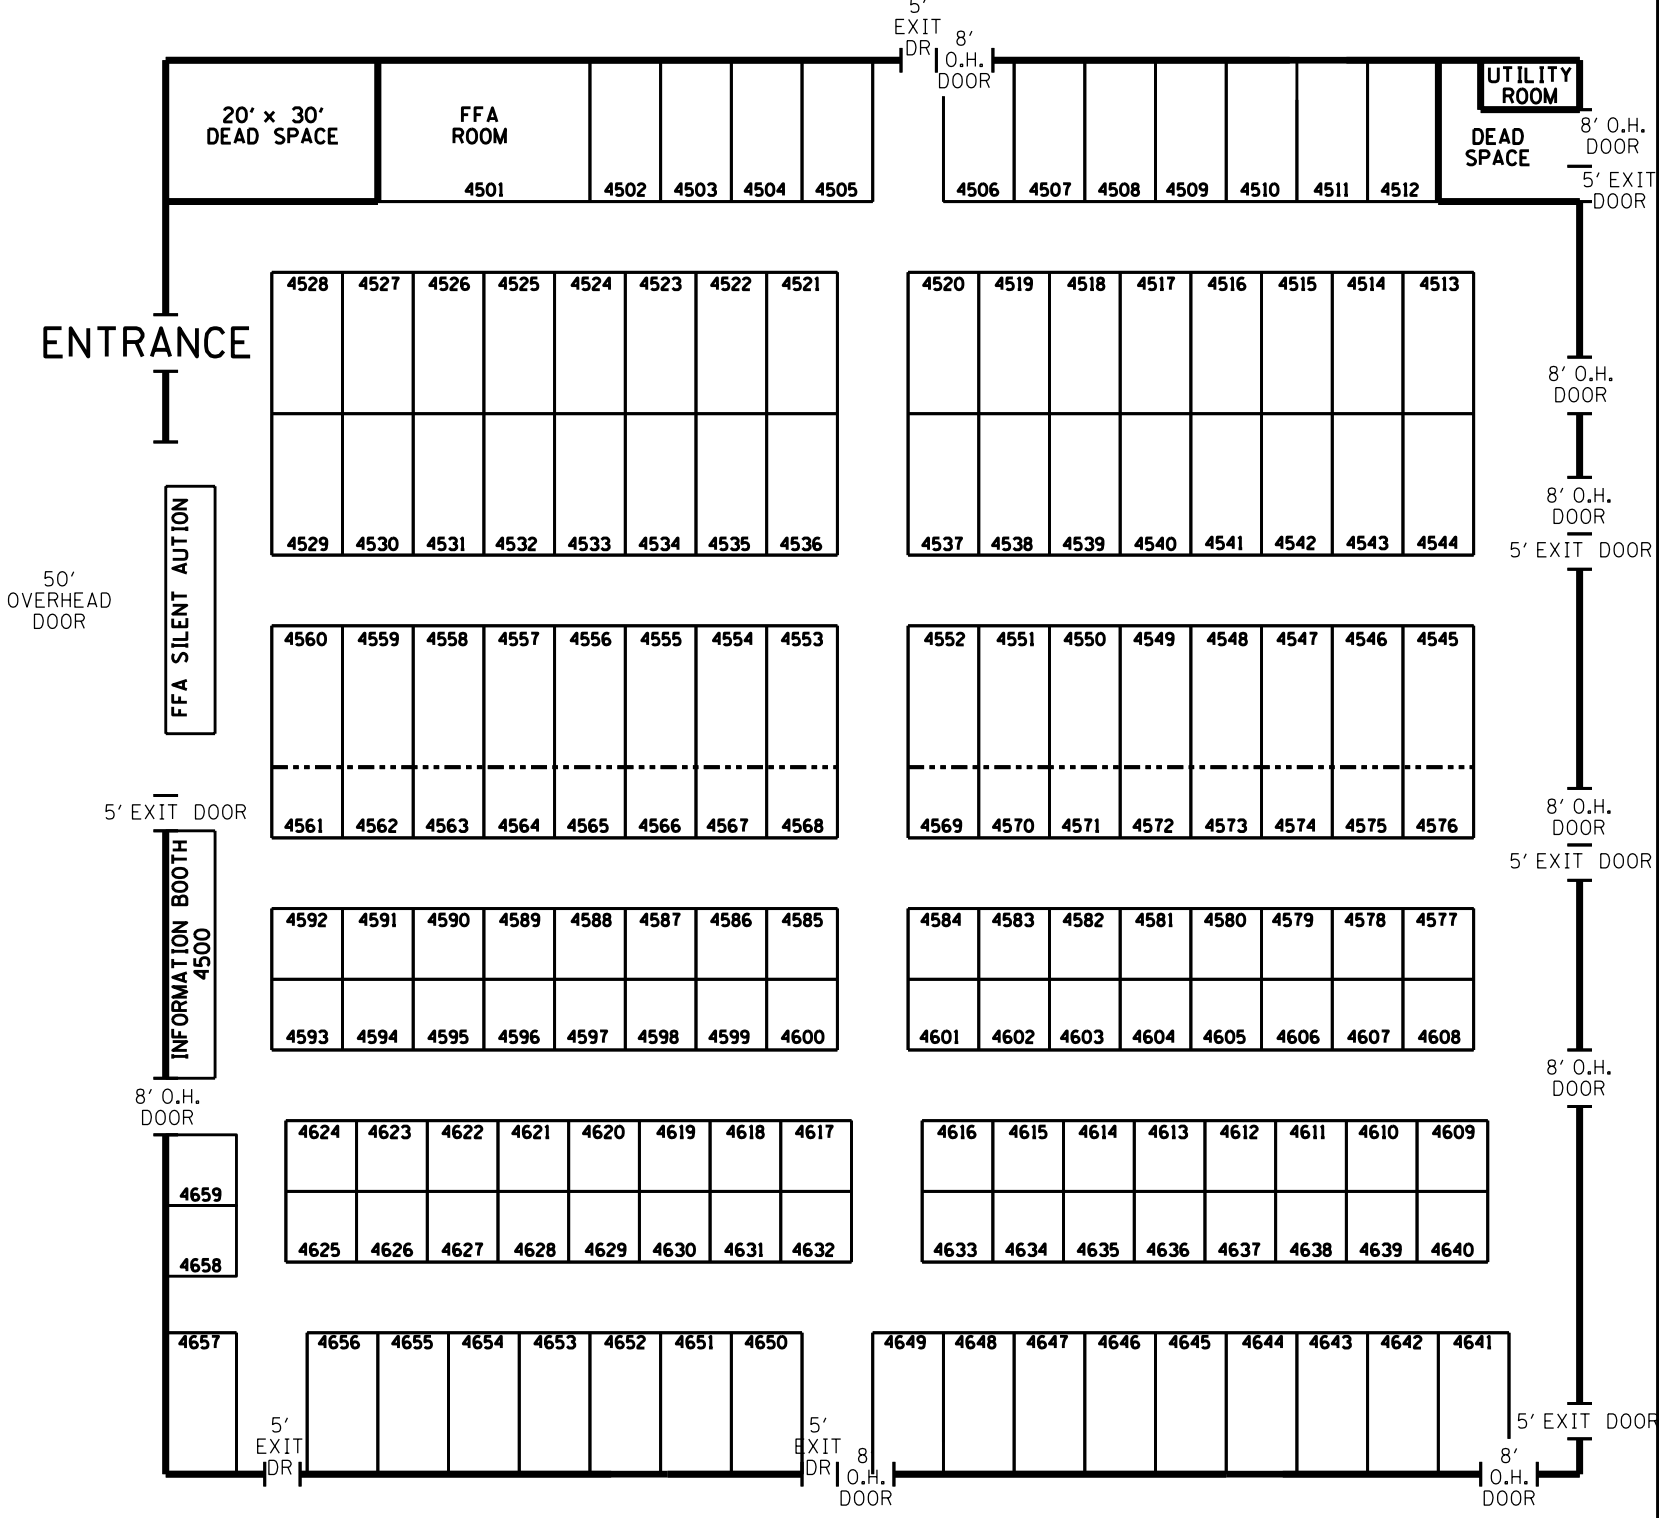 5'
EXIT
DR
8'
O.H.
DOOR
20' x 30'
DEAD SPACE
FFA
ROOM
UTILITY
ROOM
DEAD
SPACE
8' O.H.
DOOR
5' EXIT
DOOR
4501 4502 4503 4504 4505 4506 4507 4508 4509 4510 4511 4512
4528 4527 4526 4525 4524 4523 4522 4521 4520 4519 4518 4517 4516 4515 4514 4513
ENTRANCE
8' O.H.
DOOR
8' O.H.
DOOR
4529 4530 4531 4532 4533 4534 4535 4536 4537 4538 4539 4540 4541 4542 4543 4544
5' EXIT DOOR
FFA SILENT AUTION
50'
OVERHEAD
DOOR
4560 4559 4558 4557 4556 4555 4554 4553 4552 4551 4550 4549 4548 4547 4546 4545
5' EXIT DOOR
8' O.H.
DOOR
4561 4562 4563 4564 4565 4566 4567 4568 4569 4570 4571 4572 4573 4574 4575 4576
5' EXIT DOOR
INFORMATION BOOTH
4500
4592 4591 4590 4589 4588 4587 4586 4585 4584 4583 4582 4581 4580 4579 4578 4577
4593 4594 4595 4596 4597 4598 4599 4600 4601 4602 4603 4604 4605 4606 4607 4608
8' O.H.
DOOR
8' O.H.
DOOR
4624 4623 4622 4621 4620 4619 4618 4617 4616 4615 4614 4613 4612 4611 4610 4609
4659
4625 4626 4627 4628 4629 4630 4631 4632 4633 4634 4635 4636 4637 4638 4639 4640
4658
4657 4656 4655 4654 4653 4652 4651 4650 4649 4648 4647 4646 4645 4644 4643 4642 4641
5'
EXIT
DR
5'
EXIT
DR
8
O.H.
DOOR
5' EXIT DOOR
8'
O.H.
DOOR